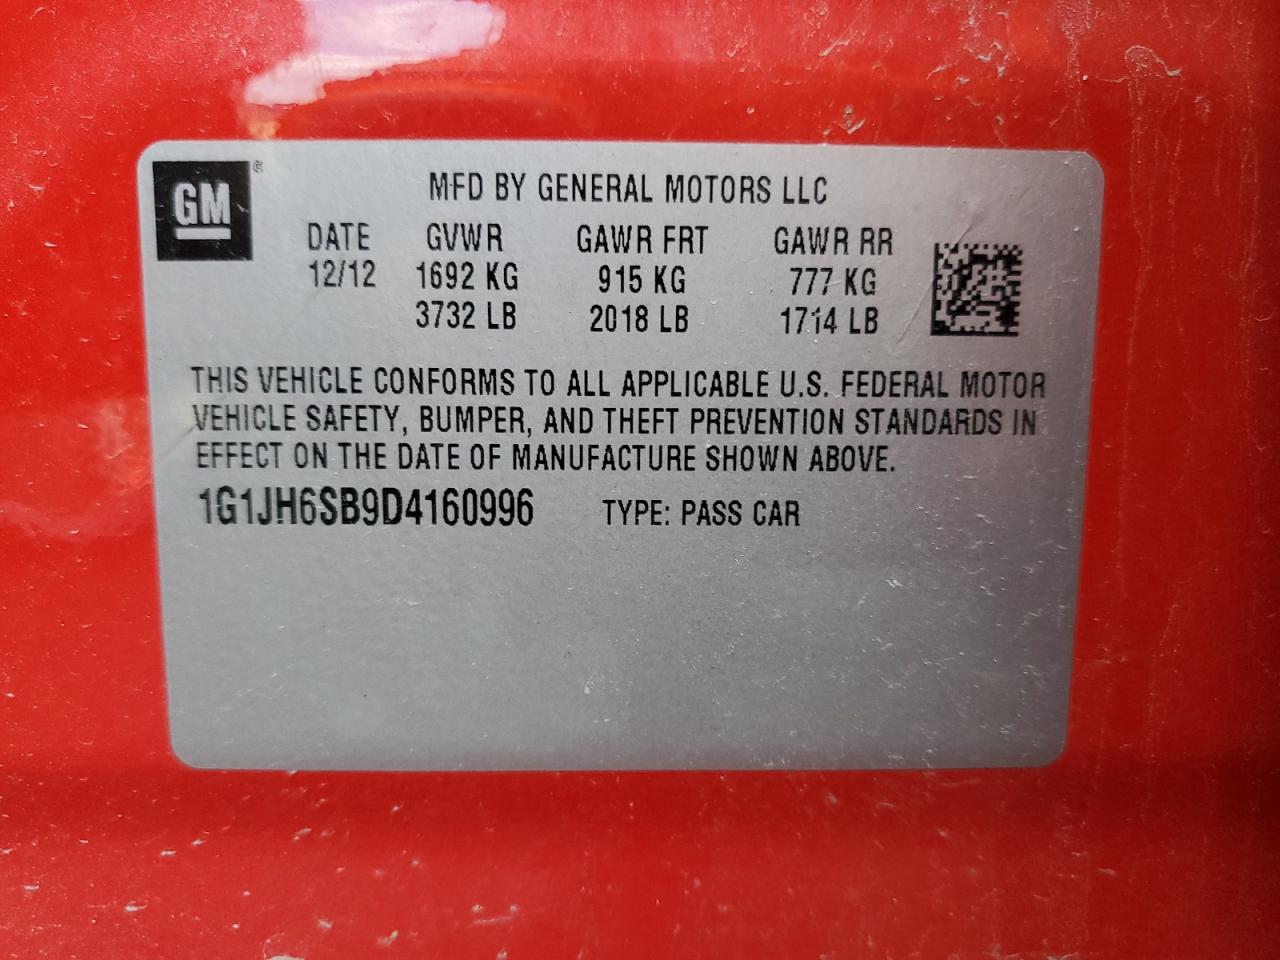 GM®
MFD BY GENERAL MOTORS LLC
DATE GVWR GAWR FRT GAWR RR
12/12 1692 KG 915 KG 777 KG
3732 LB 2018 LB 1714 LB
THIS VEHICLE CONFORMS TO ALL APPLICABLE U.S. FEDERAL MOTOR
VEHICLE SAFETY, BUMPER, AND THEFT PREVENTION STANDARDS IN
EFFECT ON THE DATE OF MANUFACTURE SHOWN ABOVE.
1G1JH6SB9D4160996 TYPE: PASS CAR